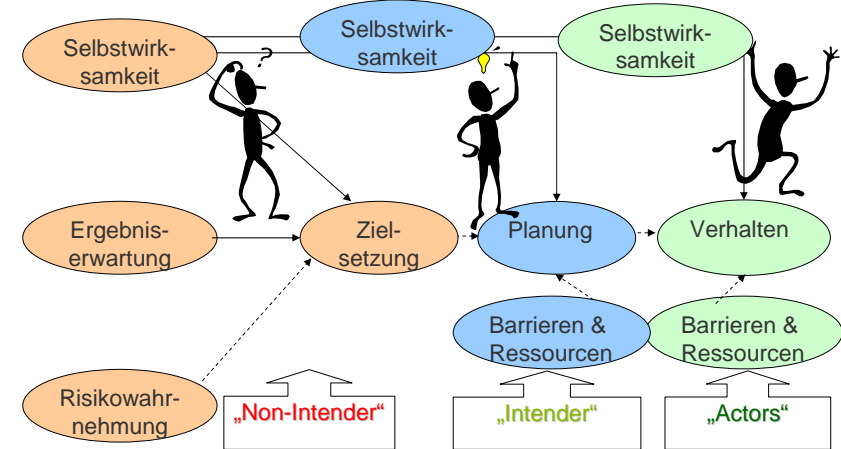 Selbstwirk-
samkeit
Selbstwirk-
samkeit
Selbstwirk-
samkeit
?
Ergebnis-
erwartung
Ziel-
setzung
Planung
Verhalten
Barrieren &
Ressourcen
Barrieren &
Ressourcen
Risikowahr-
nehmung
„Non-Intender“
„Intender“
„Actors“